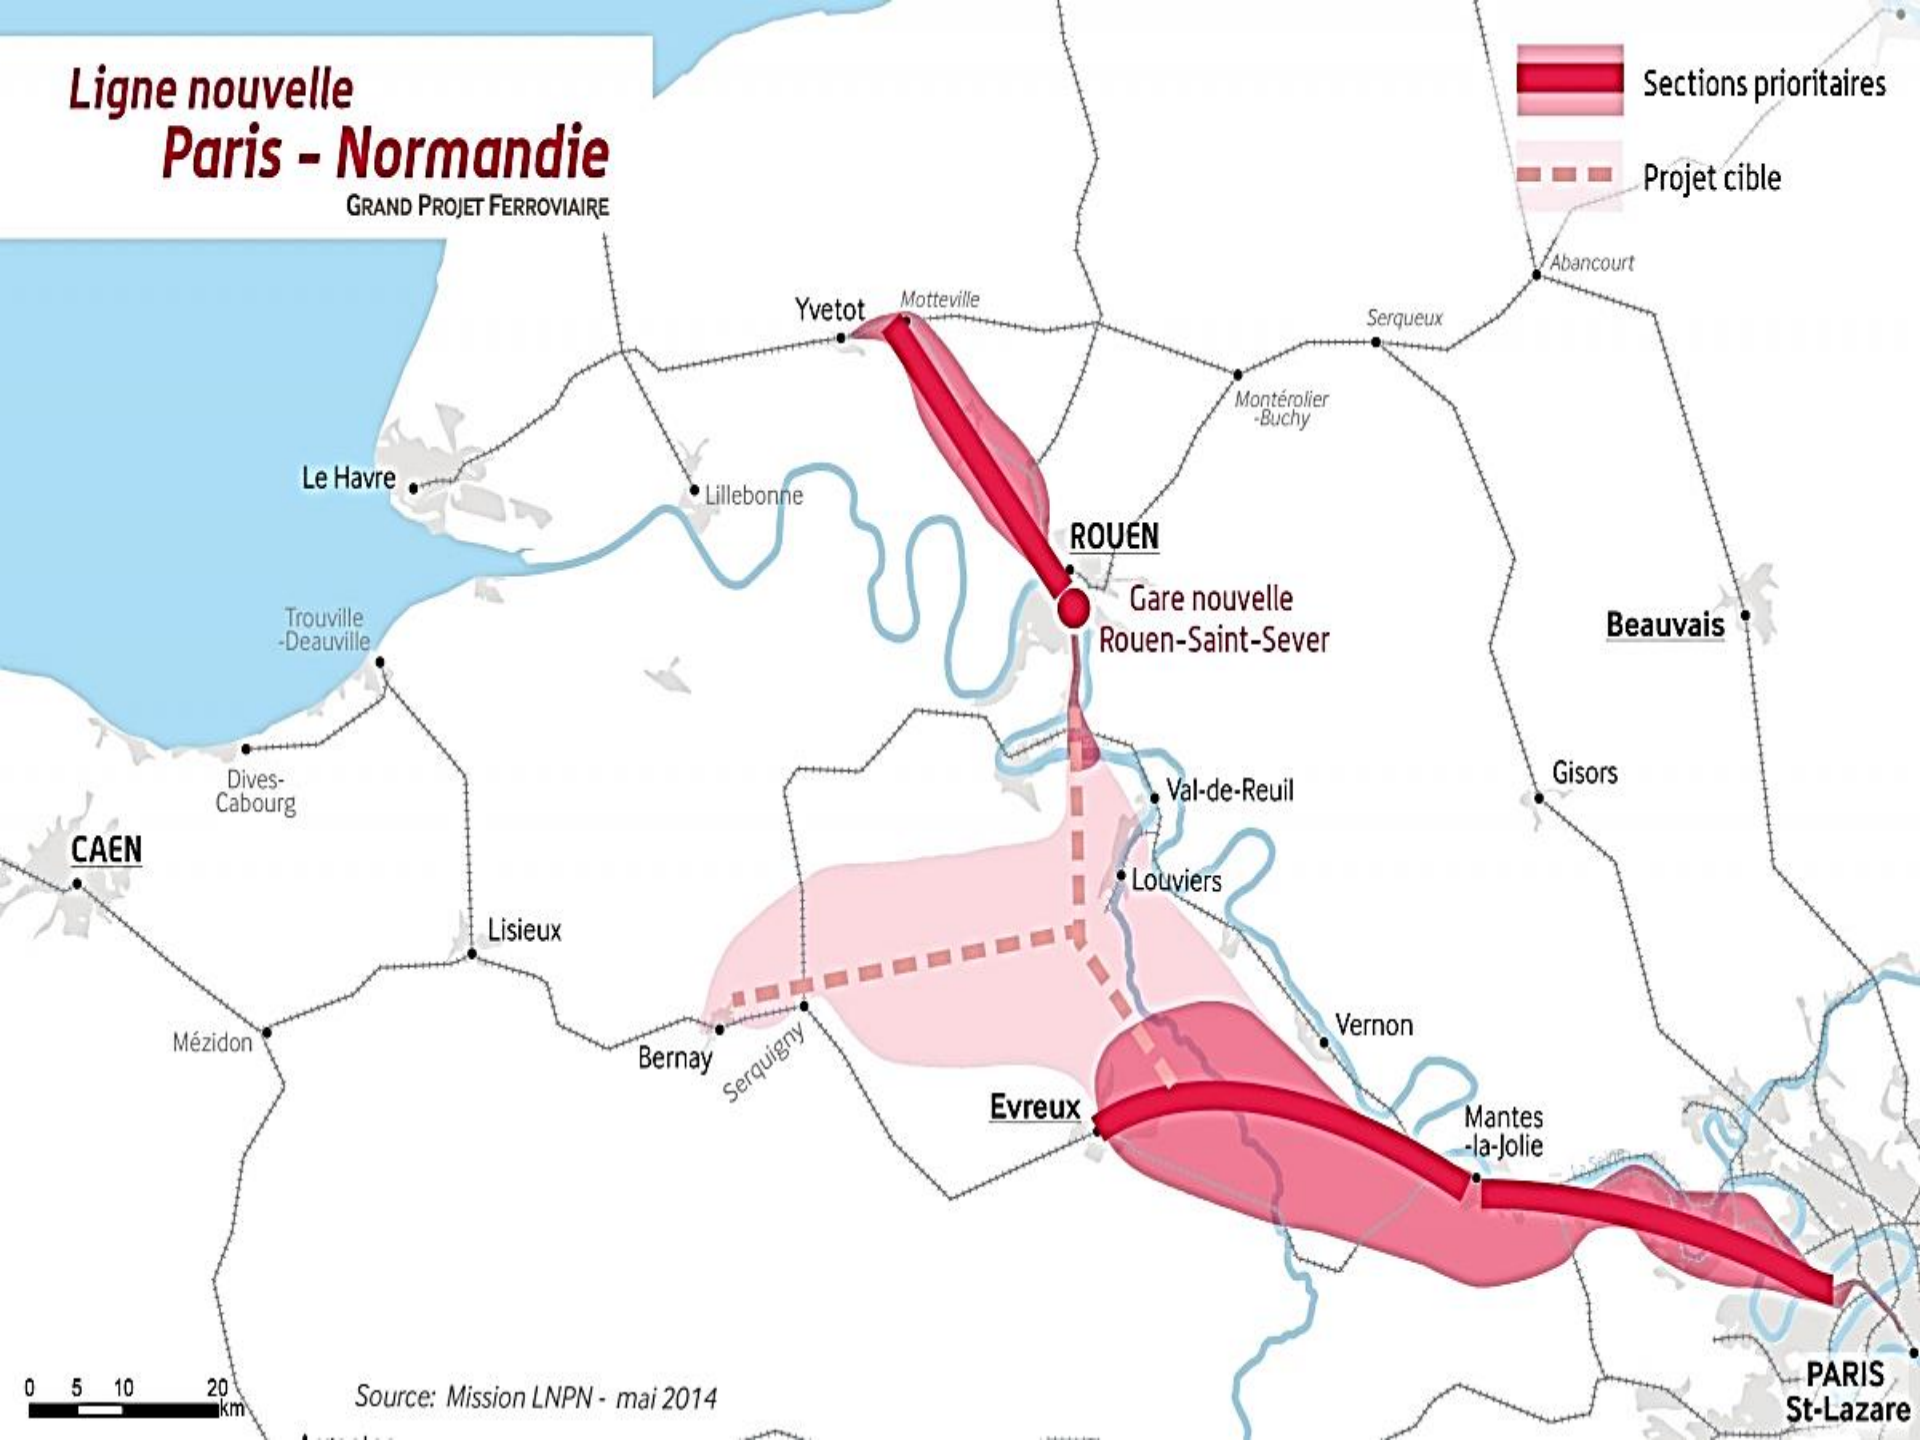 Ligne nouvelle
Paris - Normandie
GRAND PROJET FERROVIAIRE
Sections prioritaires
Projet cible
Abancourt
Motteville
Yvetot
Serqueux
Montérolier
-Buchy
Le Havre
Lillebonne
ROUEN
Gare nouvelle
Rouen-Saint-Sever
Trouville
-Deauville
Beauvais
Dives-
Cabourg
Val-de-Reuil
Gisors
CAEN
Louviers
Lisieux
Mézidon
Bernay
Serquigny
Vernon
Evreux
Mantes
-la-Jolie
La Seine
PARIS
St-Lazare
0 5 10 20
km
Source: Mission LNPN - mai 2014